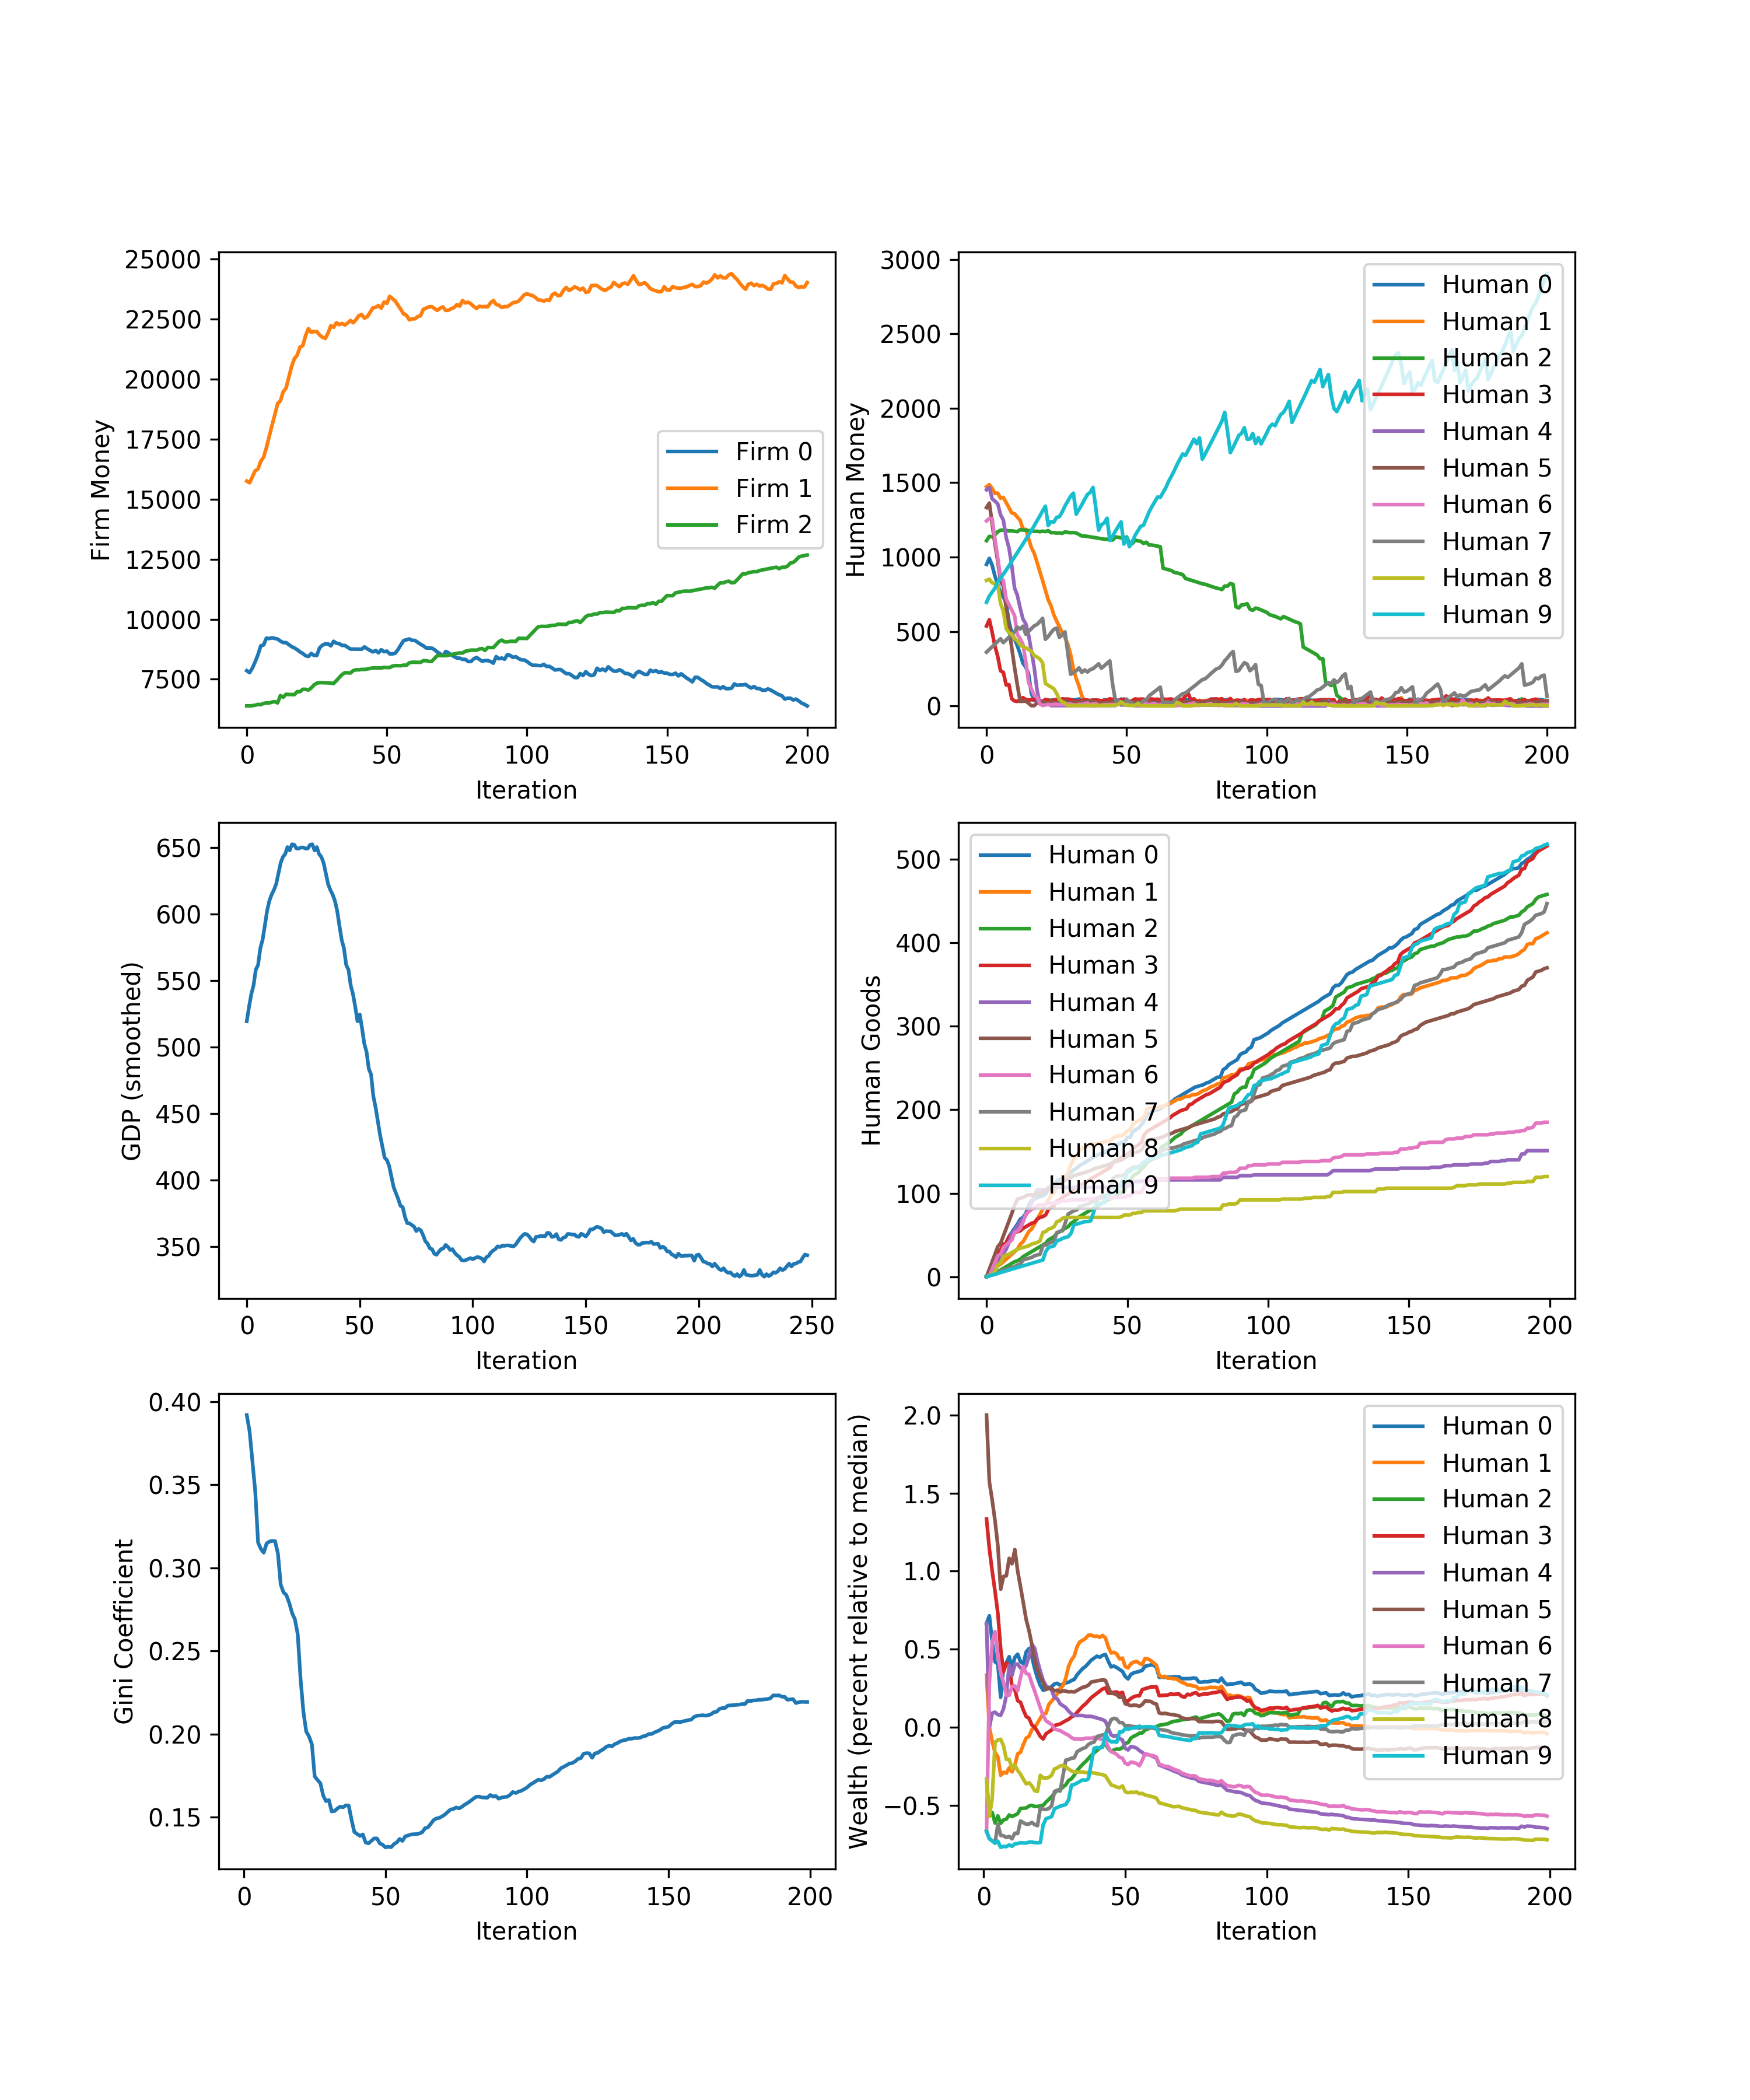 25000
22500
20000
17500
15000
12500
10000
7500
Firm Money
Firm 0
Firm 1
Firm 2
0 50 100 150 200
Iteration
3000
2500
2000
1500
1000
500
0
Human Money
Human 0
Human 1
Human 2
Human 3
Human 4
Human 5
Human 6
Human 7
Human 8
Human 9
0 50 100 150 200
Iteration
650
600
550
500
450
400
350
GDP (smoothed)
0 50 100 150 200 250
Iteration
500
400
300
200
100
0
Human Goods
Human 0
Human 1
Human 2
Human 3
Human 4
Human 5
Human 6
Human 7
Human 8
Human 9
0 50 100 150 200
Iteration
0.40
0.35
0.30
0.25
0.20
0.15
Gini Coefficient
0 50 100 150 200
Iteration
2.0
1.5
1.0
0.5
0.0
−0.5
Wealth (percent relative to median)
Human 0
Human 1
Human 2
Human 3
Human 4
Human 5
Human 6
Human 7
Human 8
Human 9
0 50 100 150 200
Iteration